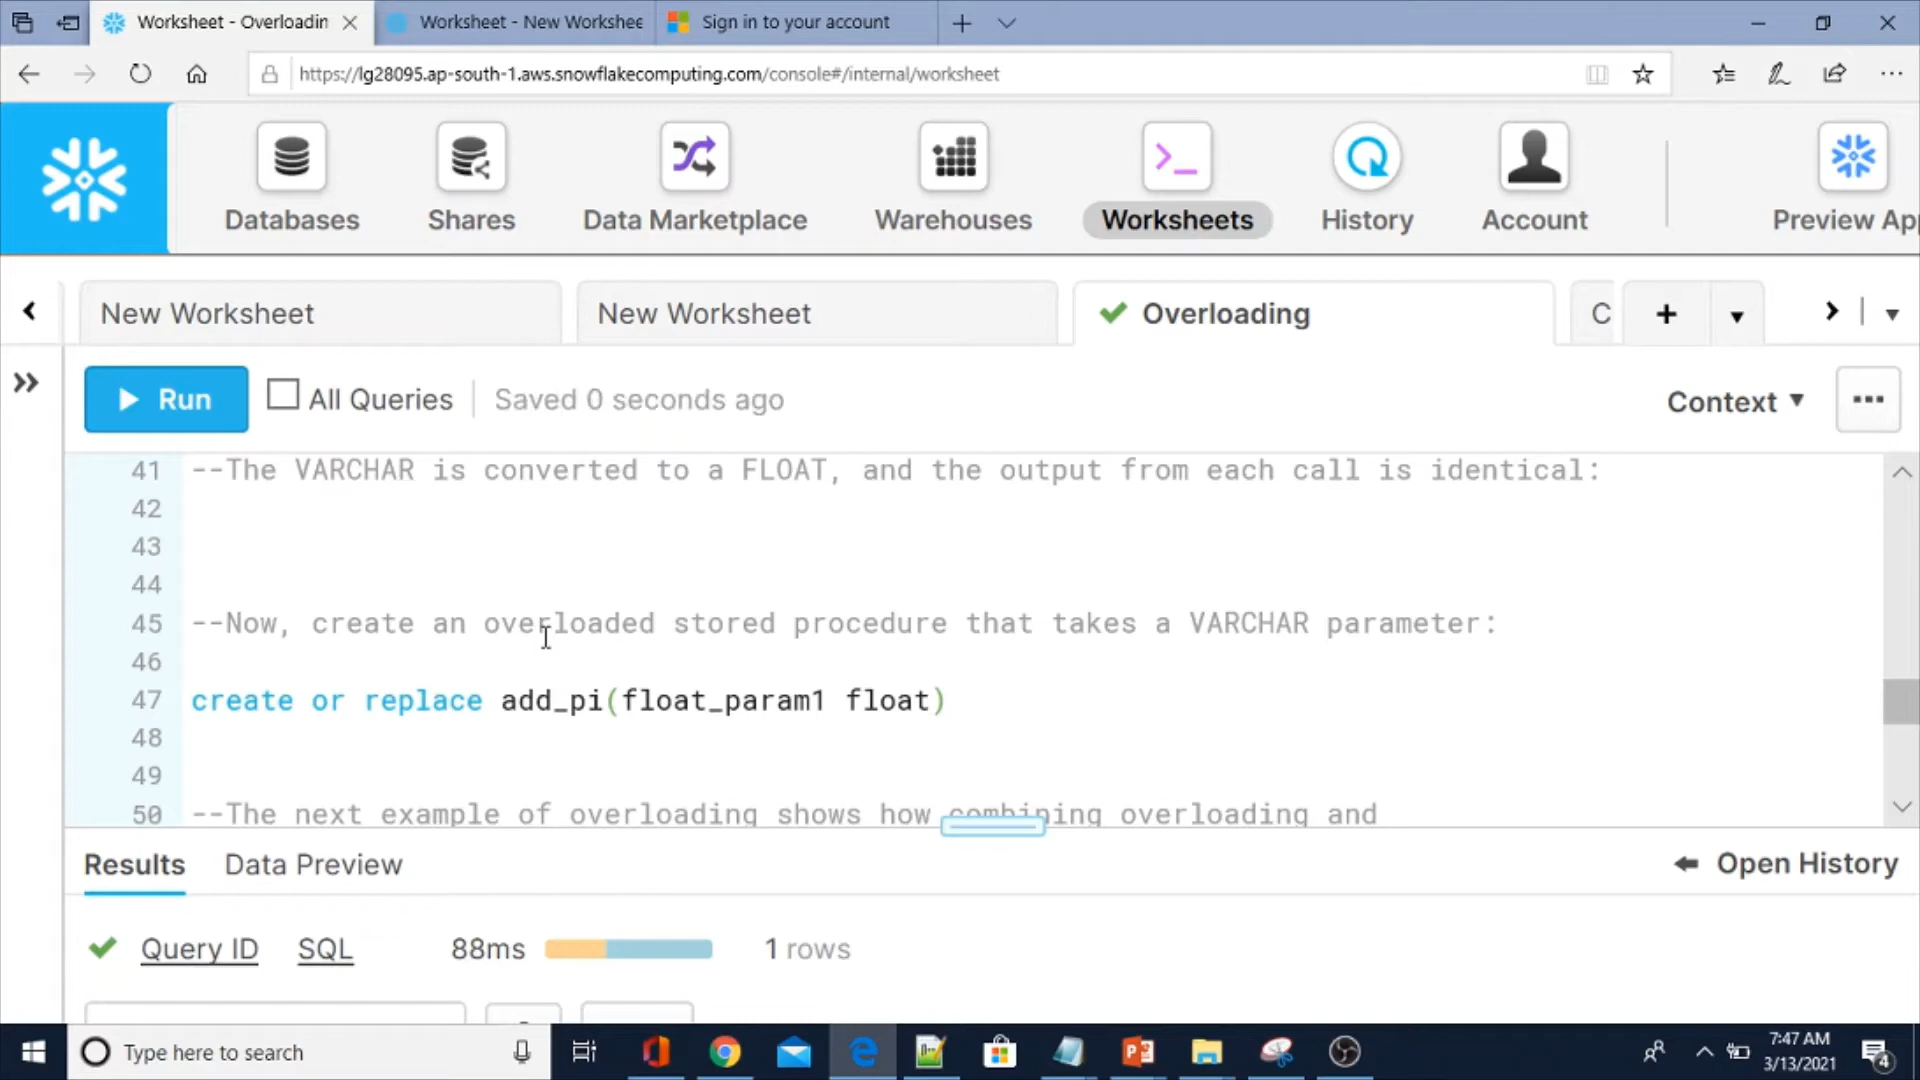 Worksheet - Overloadin
Worksheet - New Workshee
Sign in to your account
https://lg28095.ap-south-1.aws.snowflakecomputing.com/console#/internal/worksheet
Databases
Shares
Data Marketplace
Warehouses
Worksheets
History
Account
Preview Ap
New Worksheet
New Worksheet
Overloading
C
Run
All Queries
Saved 0 seconds ago
Context
41 --The VARCHAR is converted to a FLOAT, and the output from each call is identical:
42
43
44
45 --Now, create an overloaded stored procedure that takes a VARCHAR parameter:
46
47 create or replace add_pi(float_param1 float)
48
49
50 --The next example of overloading shows how combining overloading and
Results
Data Preview
Open History
Query ID
SQL
88ms
1 rows
Type here to search
7:47 AM
3/13/2021
4